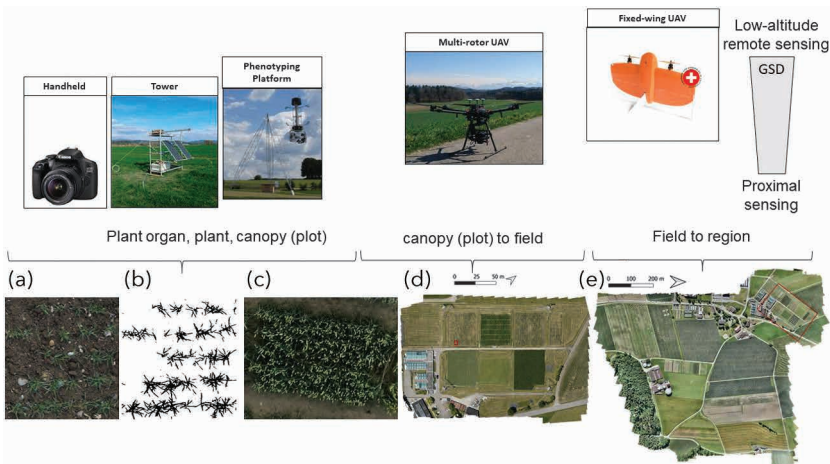 Handheld
Tower
Phenotyping
Platform
Multi-rotor UAV
Fixed-wing UAV
Low-altitude
remote sensing
GSD
Proximal
sensing
Plant organ, plant, canopy (plot)
canopy (plot) to field
Field to region
(a)
(b)
(c)
(d)
0 25 50 m
(e)
0 100 200 m